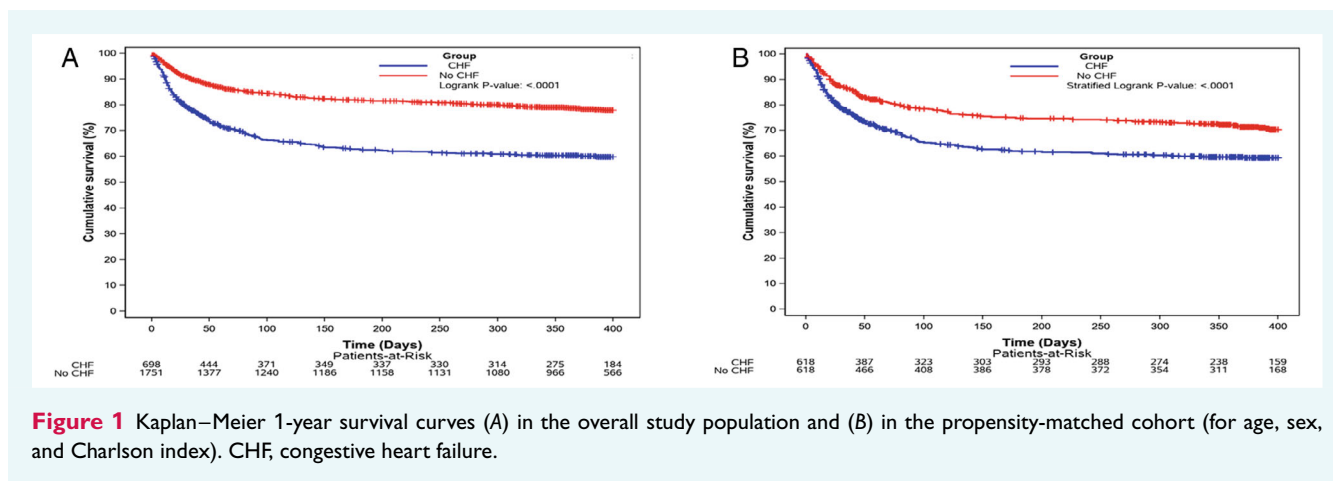 A
Group
CHF
No CHF
Logrank P-value: <.0001
Cumulative survival (%)
100
90
80
70
60
50
40
30
20
10
0
0 50 100 150 200 250 300 350 400
Time (Days)
Patients-at-Risk
CHF 698 444 371 349 337 330 314 275 184
No CHF 1751 1377 1240 1186 1158 1131 1080 966 566
B
Group
CHF
No CHF
Stratified Logrank P-value: <.0001
Cumulative survival (%)
100
90
80
70
60
50
40
30
20
10
0
0 50 100 150 200 250 300 350 400
Time (Days)
Patients-at-Risk
CHF 618 387 323 303 293 288 274 238 159
No CHF 618 466 408 386 378 372 354 311 168
Figure 1 Kaplan–Meier 1-year survival curves (A) in the overall study population and (B) in the propensity-matched cohort (for age, sex,
and Charlson index). CHF, congestive heart failure.